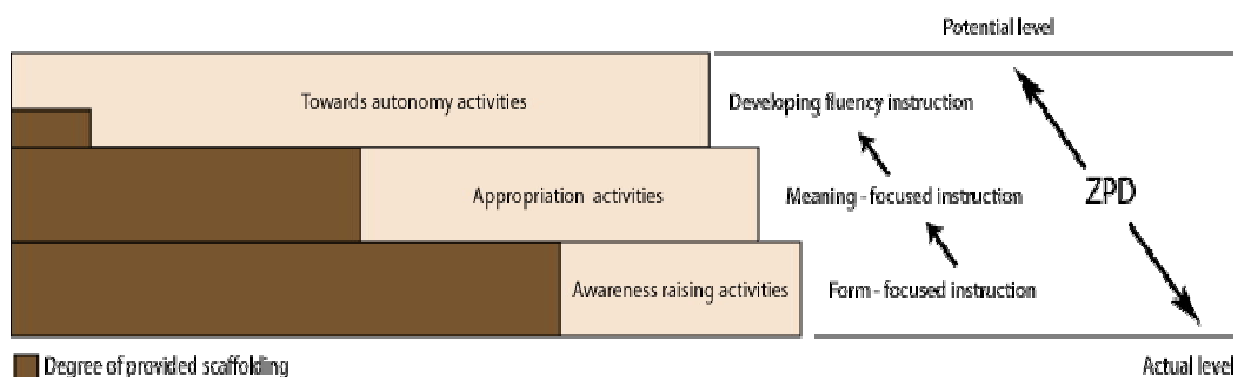 Potential level
Towards autonomy activities
Developing fluency instruction
Appropriation activities
Meaning - focused instruction
ZPD
Awareness raising activities
Form - focused instruction
Degree of provided scaffolding
Actual level